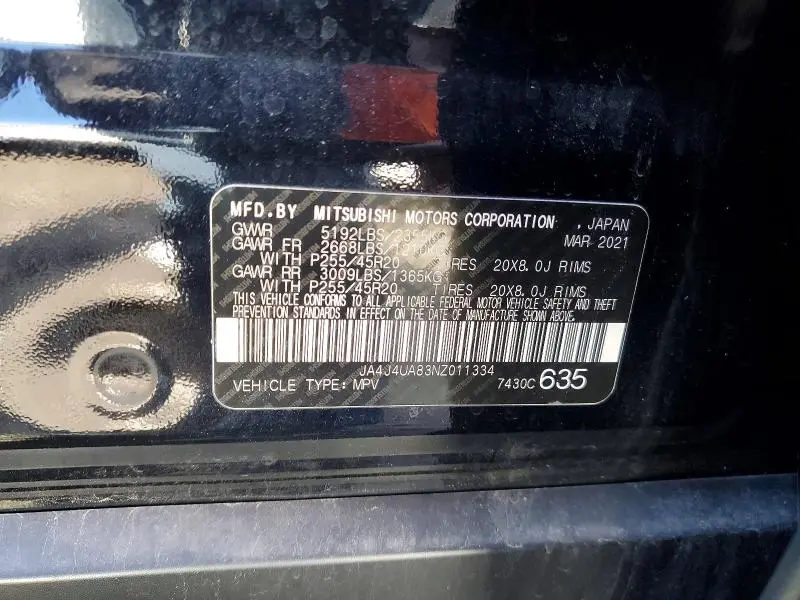 MFD.BY MITSUBISHI MOTORS CORPORATION , JAPAN
GVWR 5192LBS/2355KG MAR 2021
GAWR FR 2668LBS/1210KG
WITH P255/45R20 TIRES 20X8.0J RIMS
GAWR RR 3009LBS/1365KG
WITH P255/45R20 TIRES 20X8.0J RIMS
THIS VEHICLE CONFORMS TO ALL APPLICABLE FEDERAL MOTOR VEHICLE SAFETY AND THEFT
PREVENTION STANDARDS IN EFFECT ON THE DATE OF MANUFACTURE SHOWN ABOVE.
JA4J4UA83NZ011334
VEHICLE TYPE: MPV 7430C 635